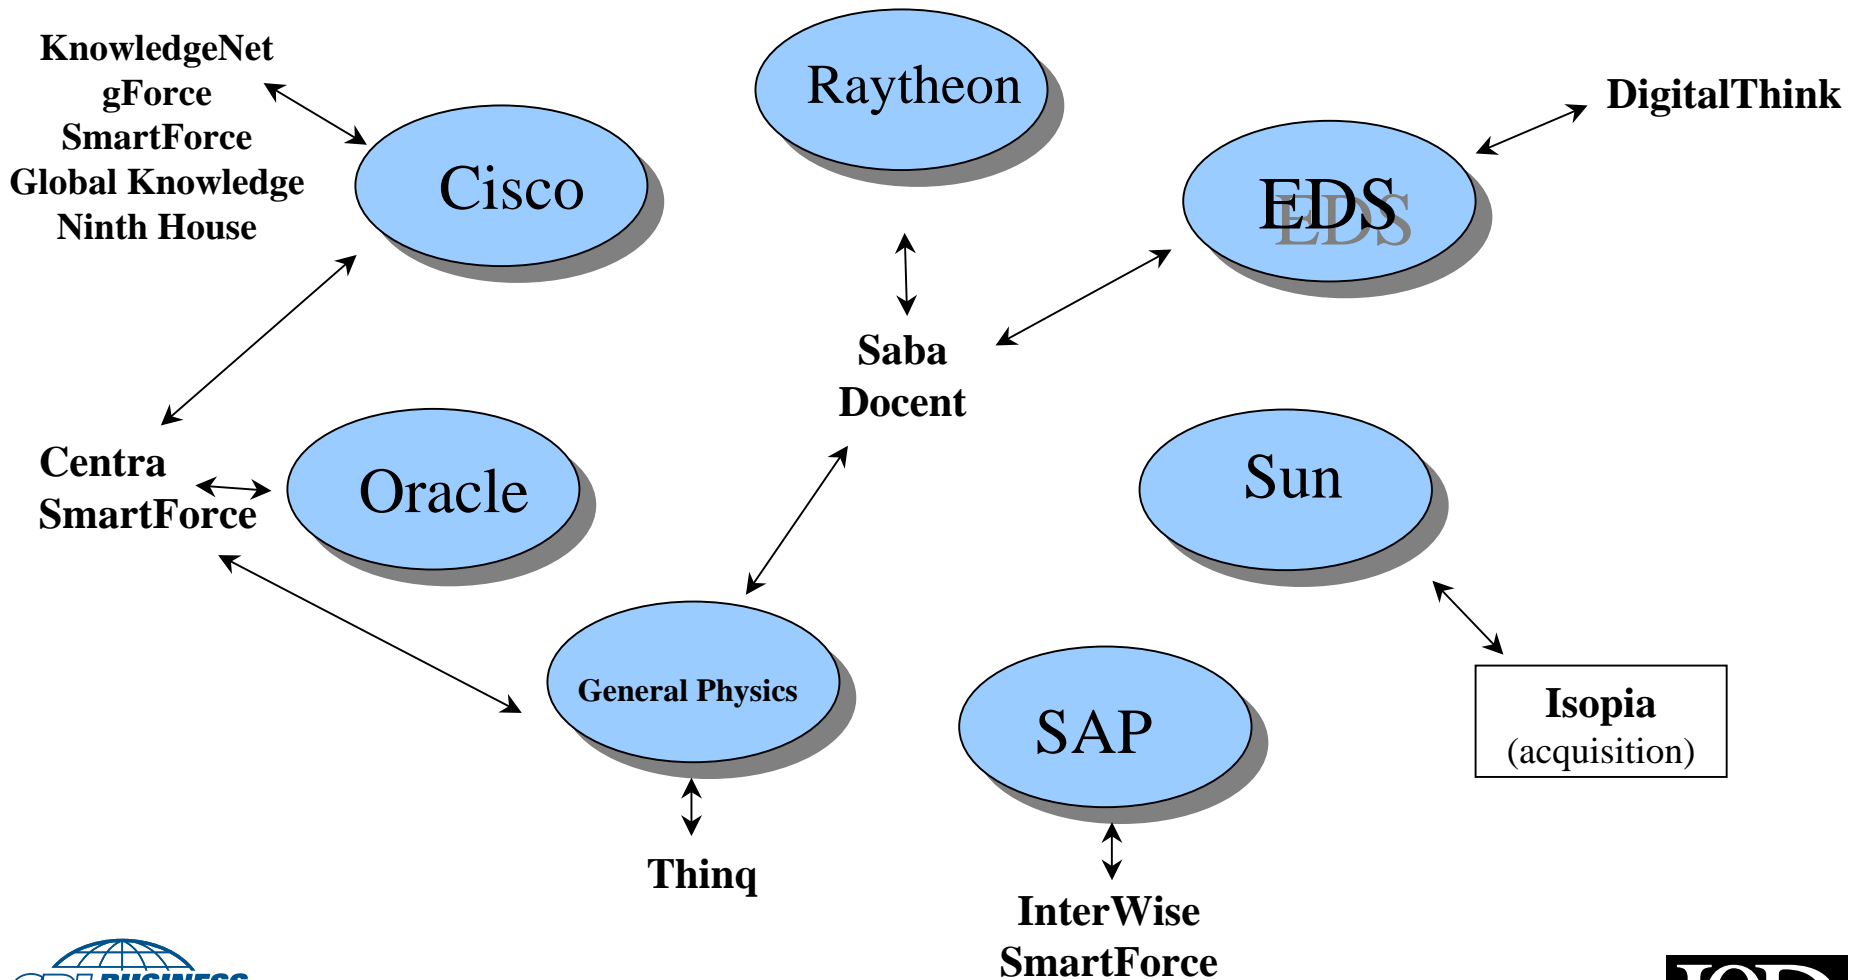 KnowledgeNet
gForce
SmartForce
Global Knowledge
Ninth House
Cisco
Raytheon
EDS
DigitalThink
Saba
Docent
Centra
SmartForce
Oracle
Sun
General Physics
SAP
Isopia
(acquisition)
Thinq
InterWise
SmartForce
BUSINESS